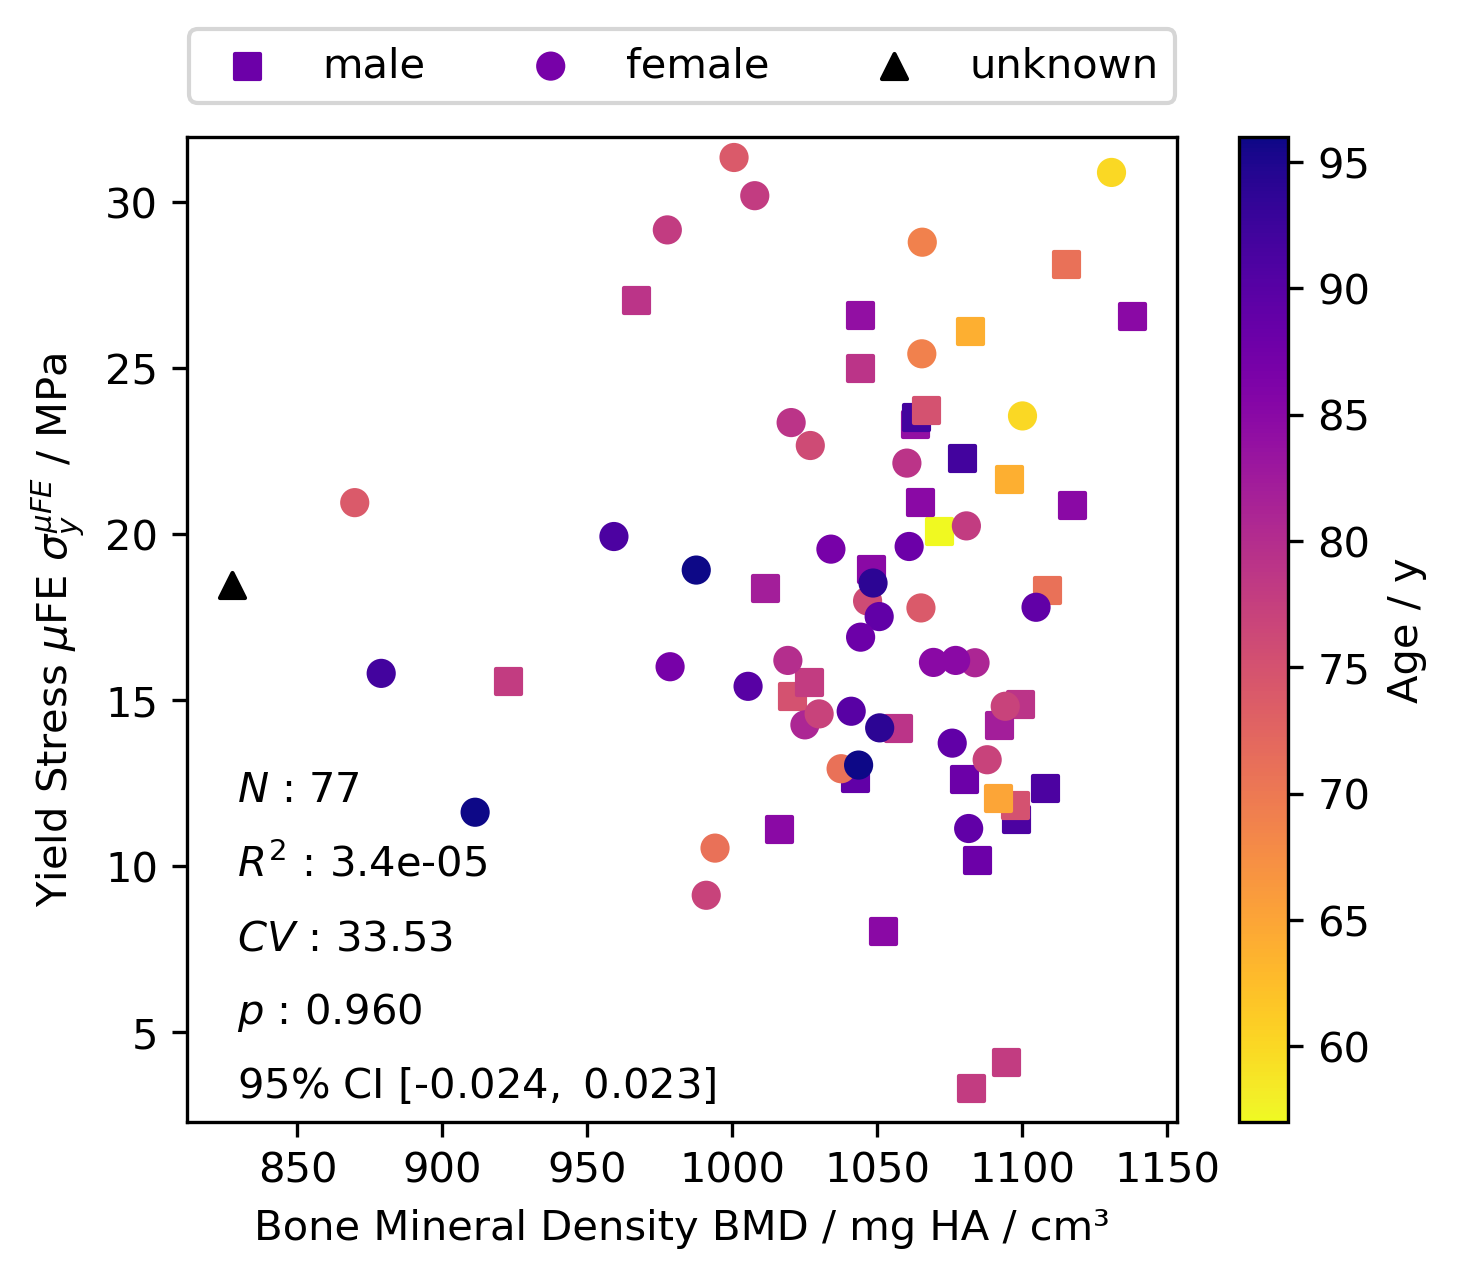 male female unknown
30
25
20
15
10
5
Yield Stress μFE σ_y^{μFE} / MPa
N : 77
R² : 3.4e-05
CV : 33.53
p : 0.960
95% CI [-0.024, 0.023]
850 900 950 1000 1050 1100 1150
Bone Mineral Density BMD / mg HA / cm³
95
90
85
80
75
70
65
60
Age / y